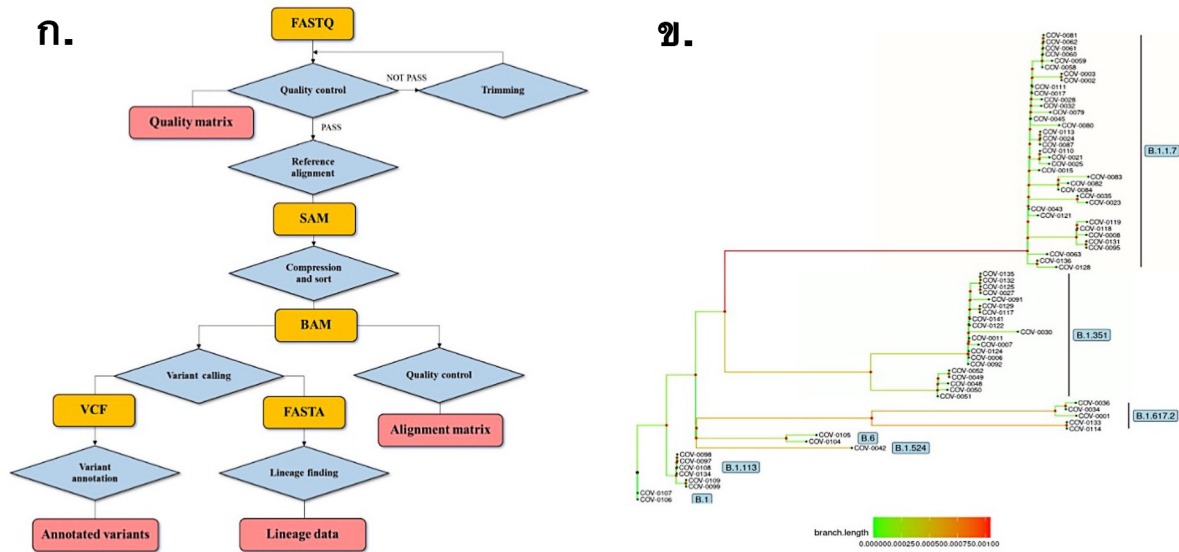 ก.
FASTQ
NOT PASS
Quality control
Trimming
Quality matrix
PASS
Reference
alignment
SAM
Compression
and sort
BAM
Variant calling
Quality control
VCF
FASTA
Alignment matrix
Variant
annotation
Lineage finding
Annotated variants
Lineage data
ข.
COV-0081
COV-0062
COV-0061
COV-0060
COV-0059
COV-0058
COV-0003
COV-0002
COV-0111
COV-0017
COV-0028
COV-0032
COV-0079
COV-0045
COV-0080
COV-0113
COV-0024
COV-0087
COV-0110
COV-0021
COV-0025
COV-0015
COV-0083
COV-0082
COV-0084
COV-0035
COV-0023
COV-0043
COV-0121
COV-0119
COV-0118
COV-0008
COV-0131
COV-0095
COV-0063
COV-0136
COV-0128
B.1.1.7
COV-0135
COV-0132
COV-0125
COV-0027
COV-0091
COV-0129
COV-0117
COV-0141
COV-0122
COV-0030
COV-0011
COV-0007
COV-0124
COV-0006
COV-0092
COV-0052
COV-0049
COV-0048
COV-0050
COV-0051
B.1.351
COV-0036
COV-0034
COV-0001
COV-0133
COV-0114
B.1.617.2
COV-0105
COV-0104
B.6
COV-0042
B.1.524
COV-0098
COV-0097
COV-0108
COV-0134
COV-0109
COV-0099
B.1.113
COV-0107
COV-0106
B.1
branch.length
0.000000.000250.000500.000750.00100